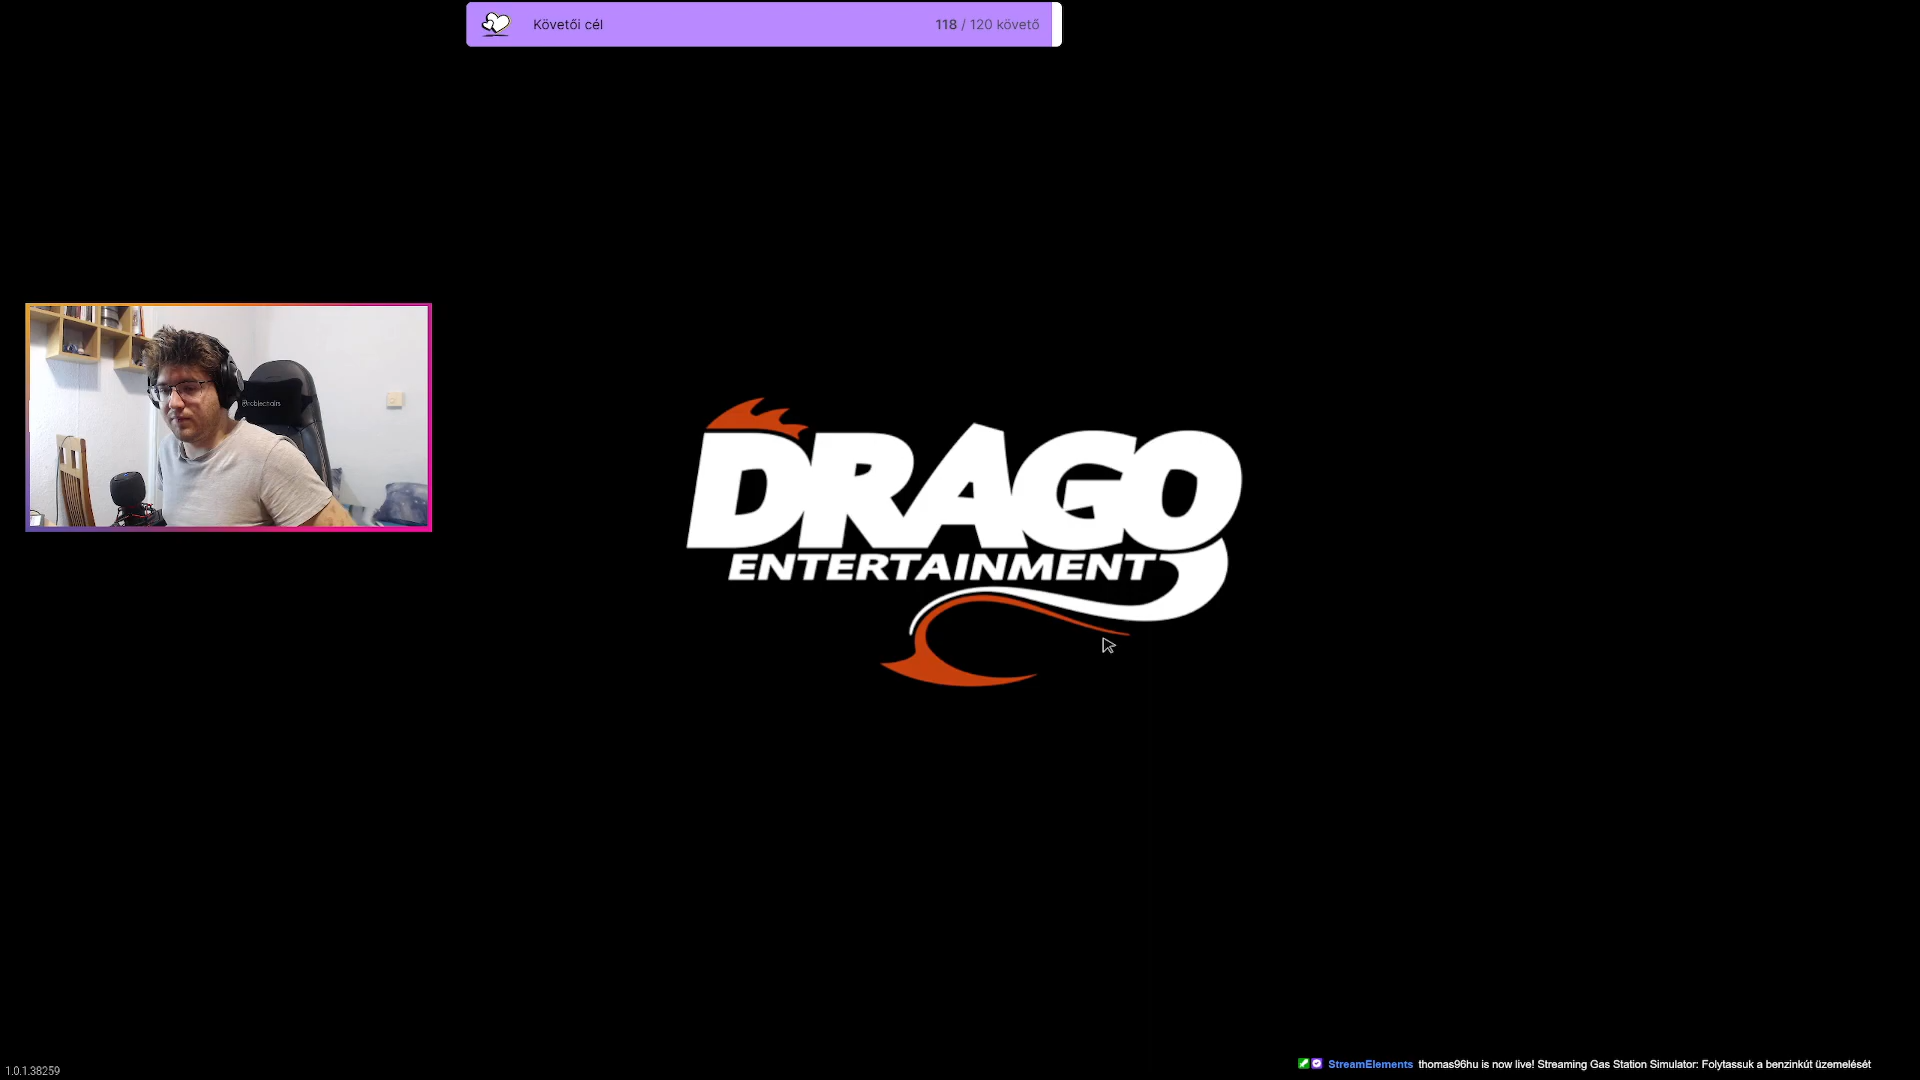 Követői cél
118 / 120 követő
@noblechairs
DRAGO
ENTERTAINMENT
StreamElements thomas96hu is now live! Streaming Gas Station Simulator: Folytassuk a benzinkút üzemelését
1.0.1.38259